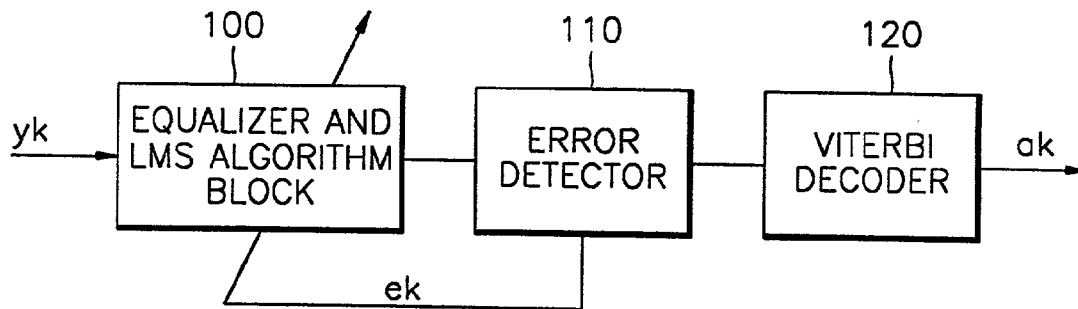 100
110
120
yk
EQUALIZER AND
LMS ALGORITHM
BLOCK
ERROR
DETECTOR
VITERBI
DECODER
ak
ek